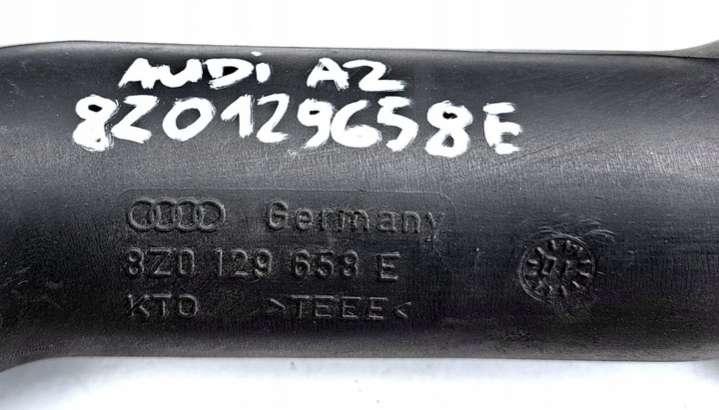 AUDi A2
8Z0129658E
Germany
8Z0 129 658 E
KTO >TEEE<